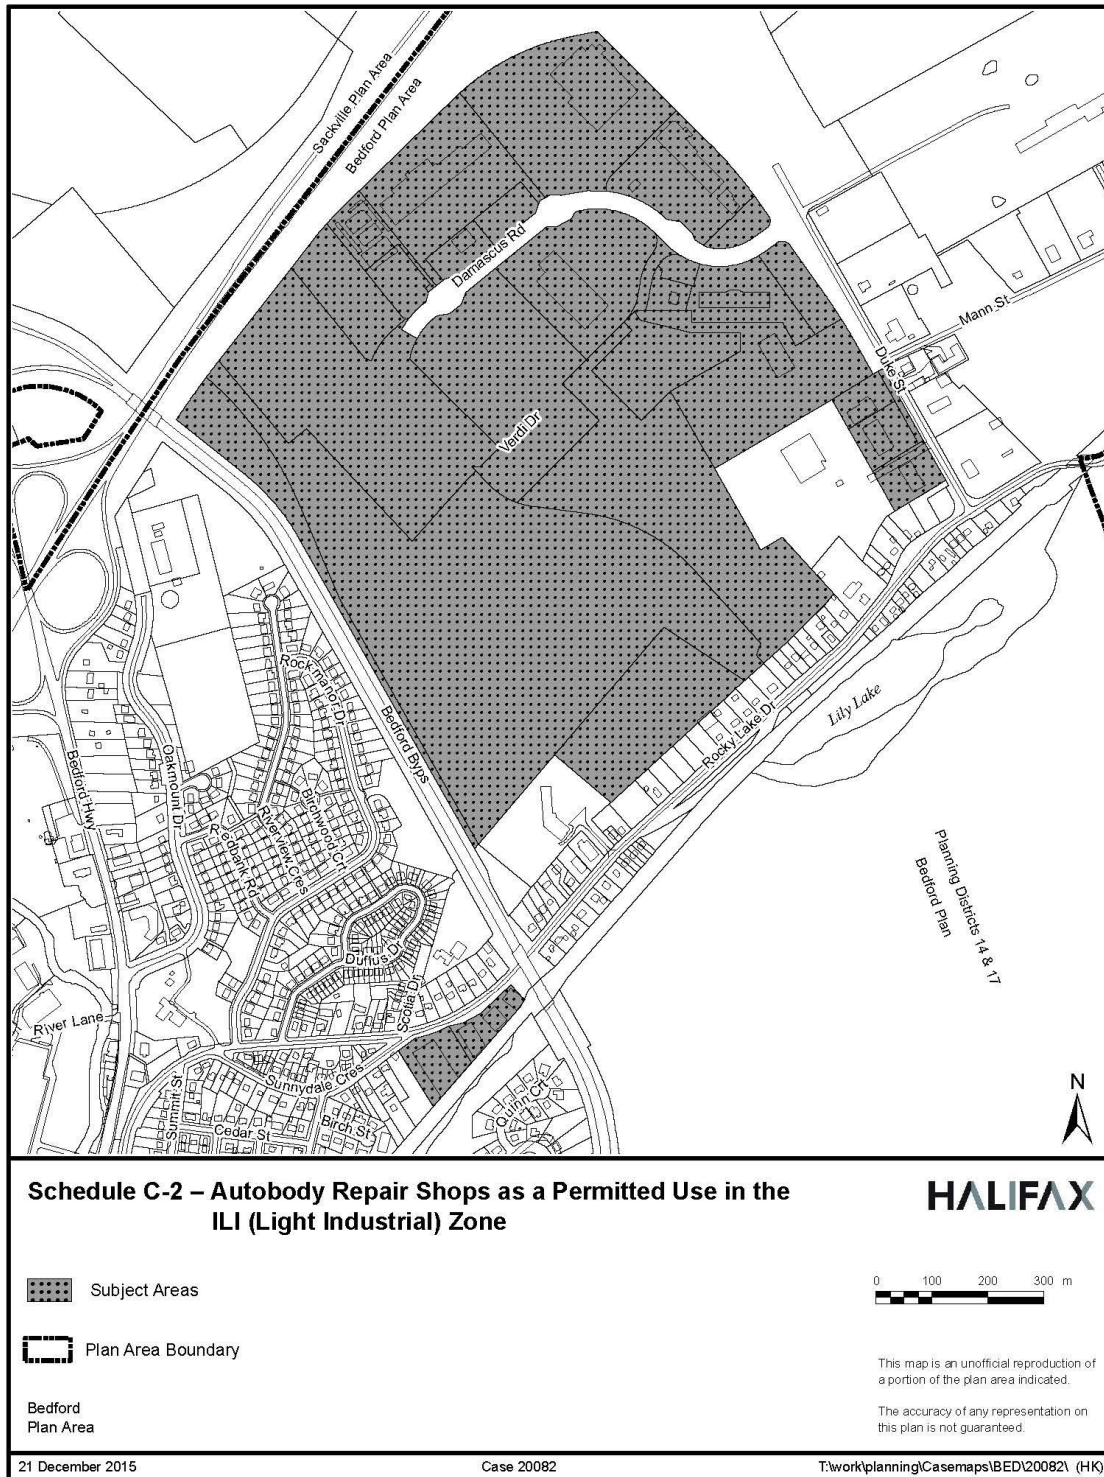 Sackville Plan Area
Bedford Plan Area
Damascus Rd
Mann St
Duke St
Verdi Dr
Rockmanor Dr
Bedford Byps
Rocky Lake Dr
Lily Lake
Oakmount Dr
Bedford Hwy
Birchwood Crt
Riverview Cres
Redbank Rd
Planning Districts 14 & 17
Bedford Plan
Duffus Dr
Scotia Dr
River Lane
Sunnydale Cres
Summit St
Cedar St
Birch St
Quinn Crt
N
Schedule C-2 – Autobody Repair Shops as a Permitted Use in the
ILI (Light Industrial) Zone
HALIFAX
Subject Areas
0 100 200 300 m
Plan Area Boundary
This map is an unofficial reproduction of
a portion of the plan area indicated.
Bedford
Plan Area
The accuracy of any representation on
this plan is not guaranteed.
21 December 2015
Case 20082
T:\work\planning\Casemaps\BED\20082\ (HK)